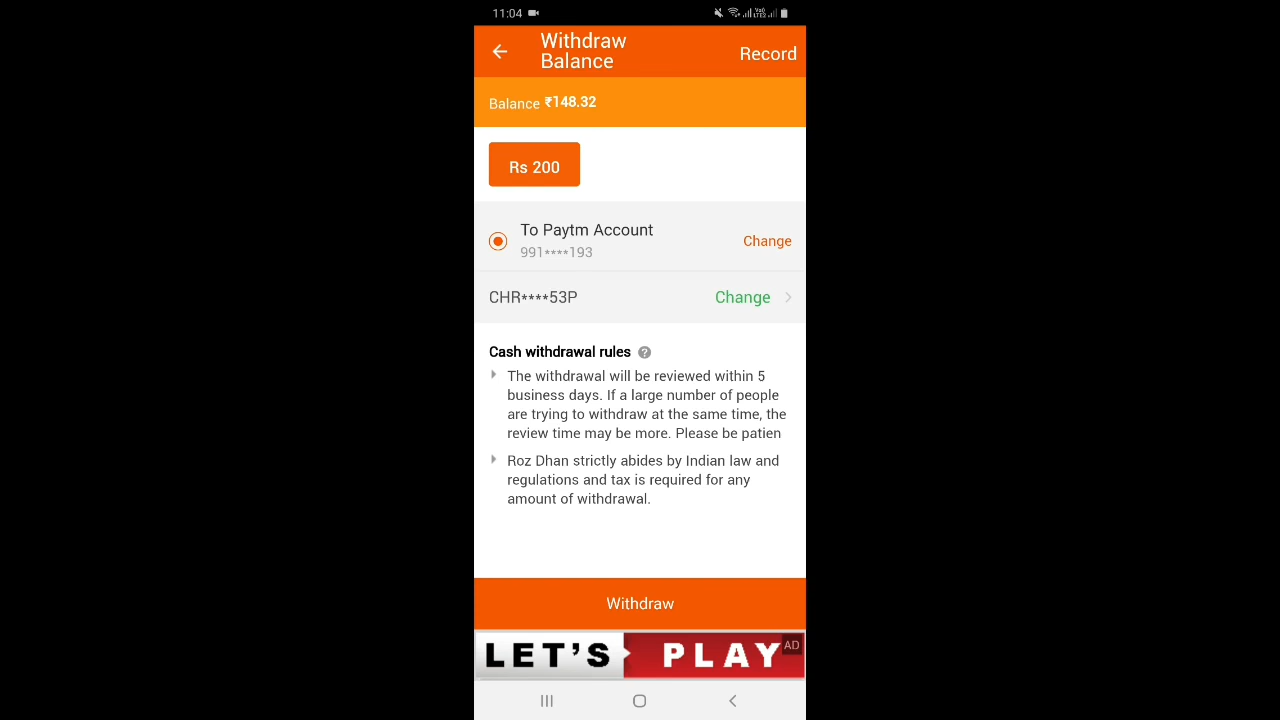 11:04
Withdraw
Balance
Record
Balance ₹148.32
Rs 200
To Paytm Account
991****193
Change
CHR****53P
Change
Cash withdrawal rules
The withdrawal will be reviewed within 5
business days. If a large number of people
are trying to withdraw at the same time, the
review time may be more. Please be patien
Roz Dhan strictly abides by Indian law and
regulations and tax is required for any
amount of withdrawal.
Withdraw
LET'S PLAY
AD